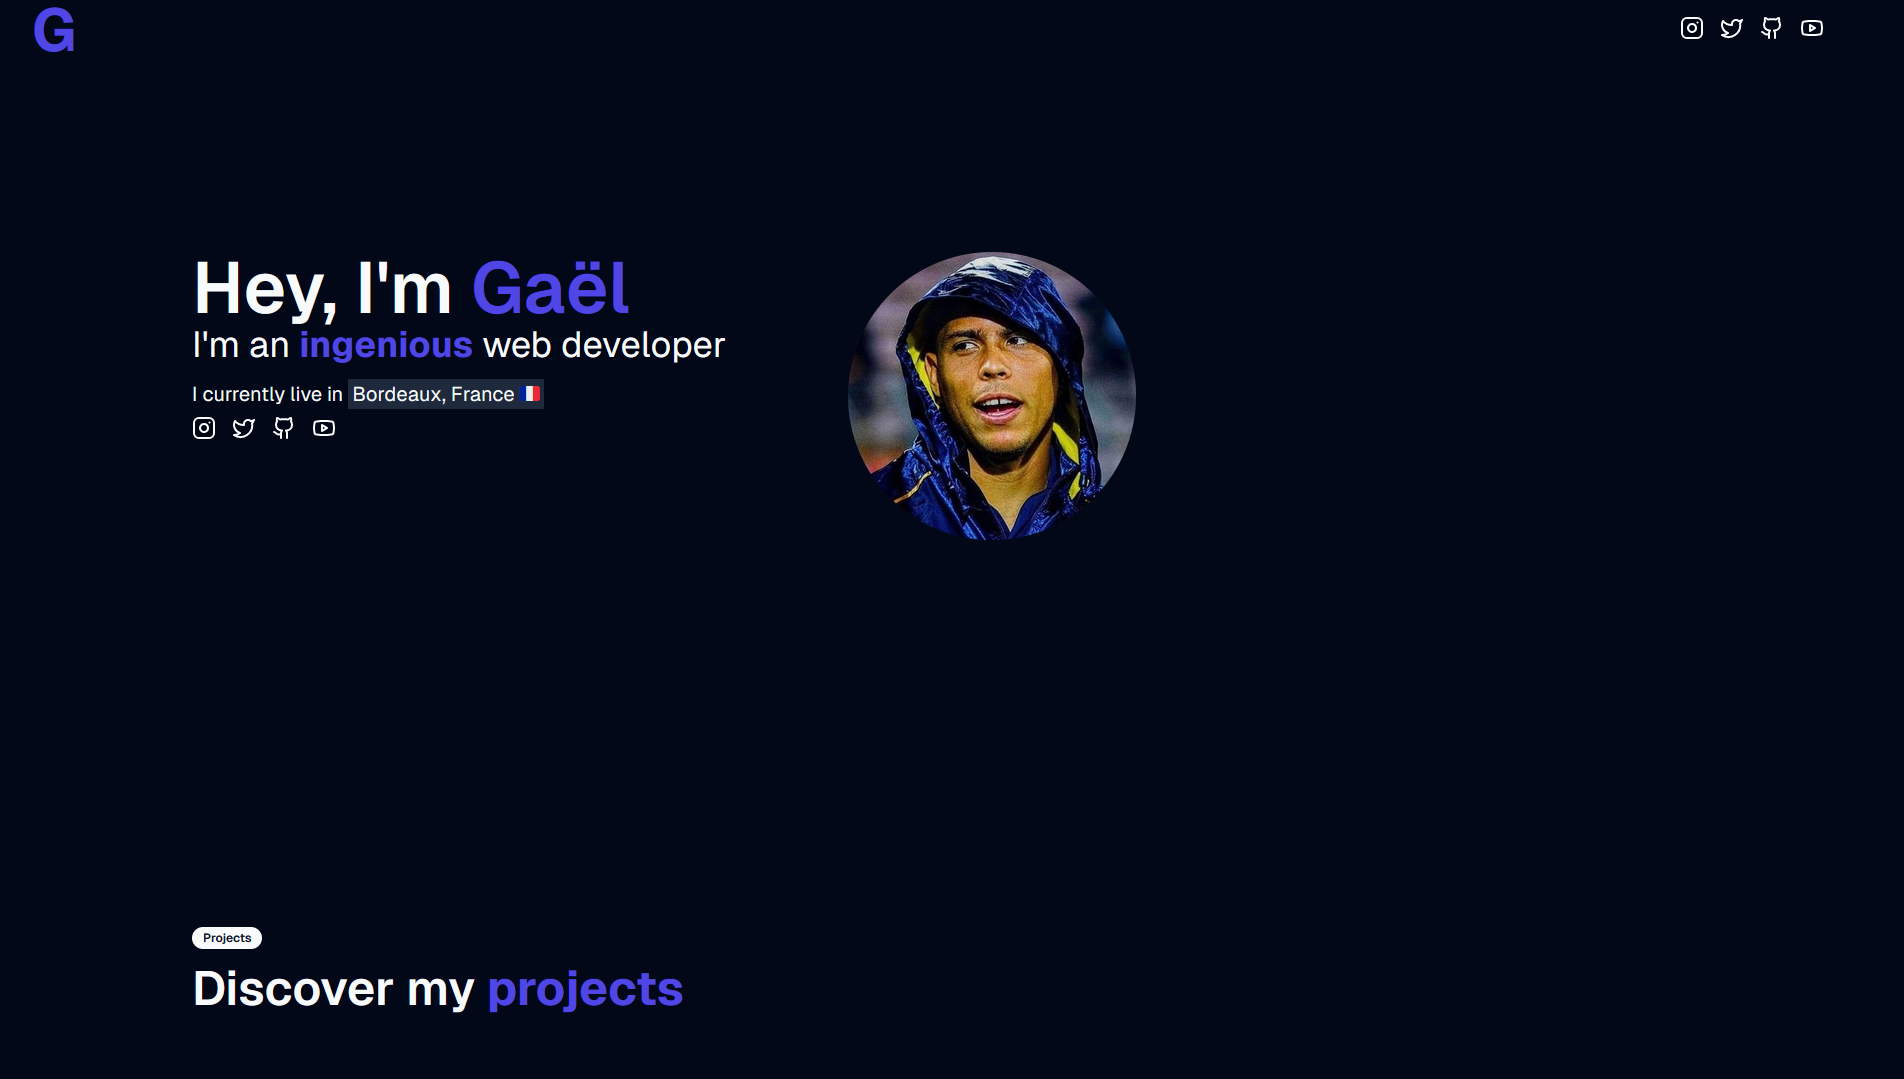 G
Hey, I'm Gaël
I'm an ingenious web developer
I currently live in Bordeaux, France 🇫🇷
Projects
Discover my projects